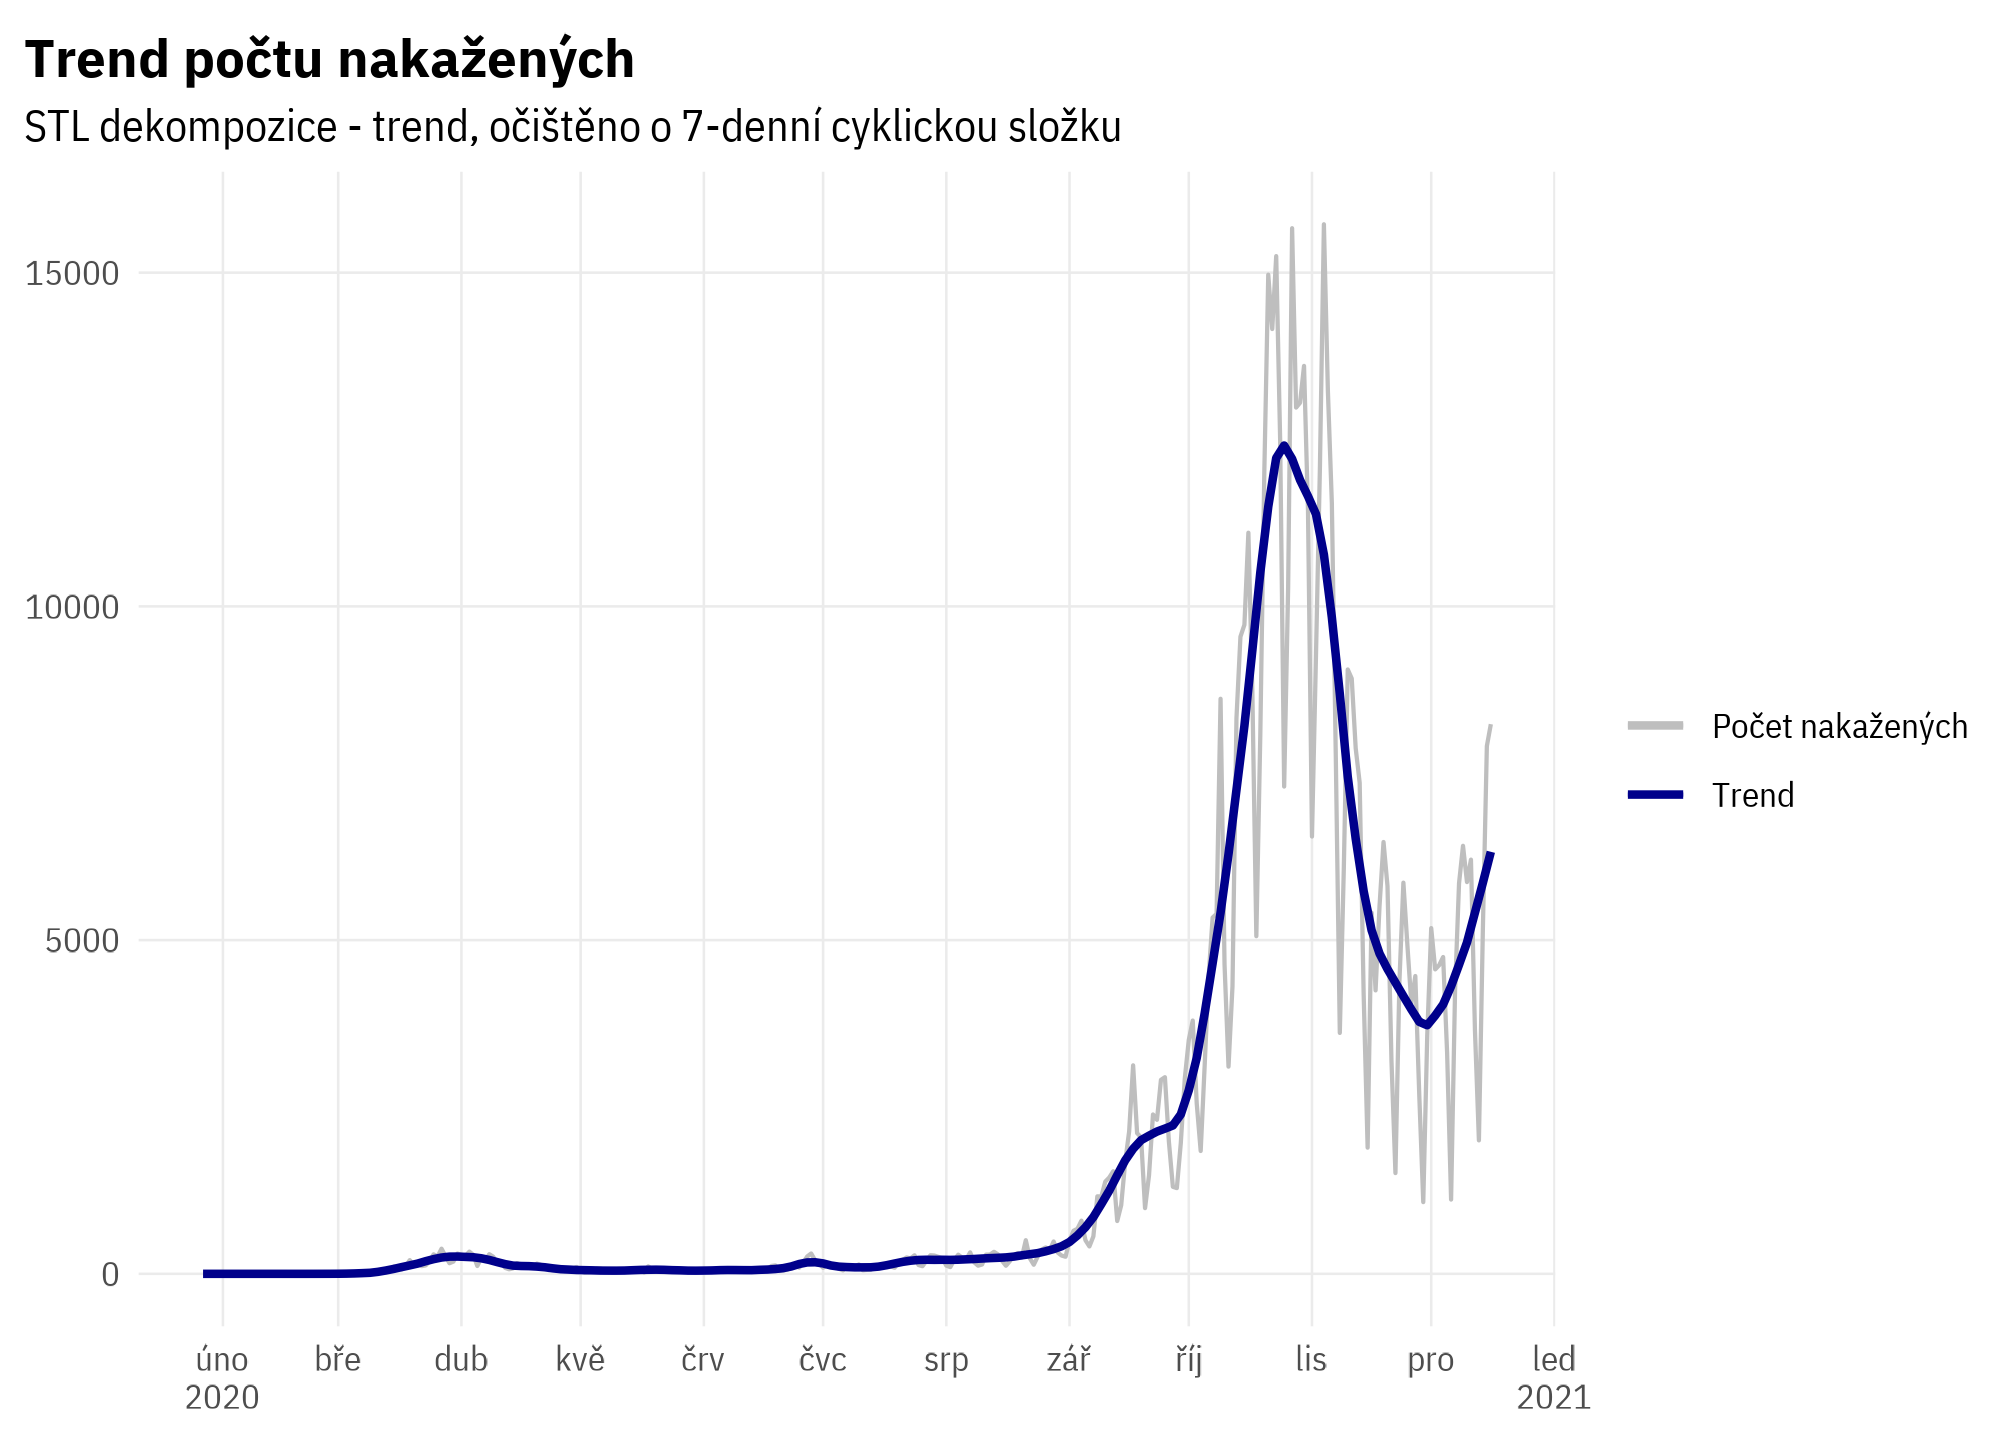 Trend počtu nakažených
STL dekompozice - trend, očištěno o 7-denní cyklickou složku
15000
10000
5000
0
Počet nakažených
Trend
úno bře dub kvě črv čvc srp zář říj lis pro led
2020 2021